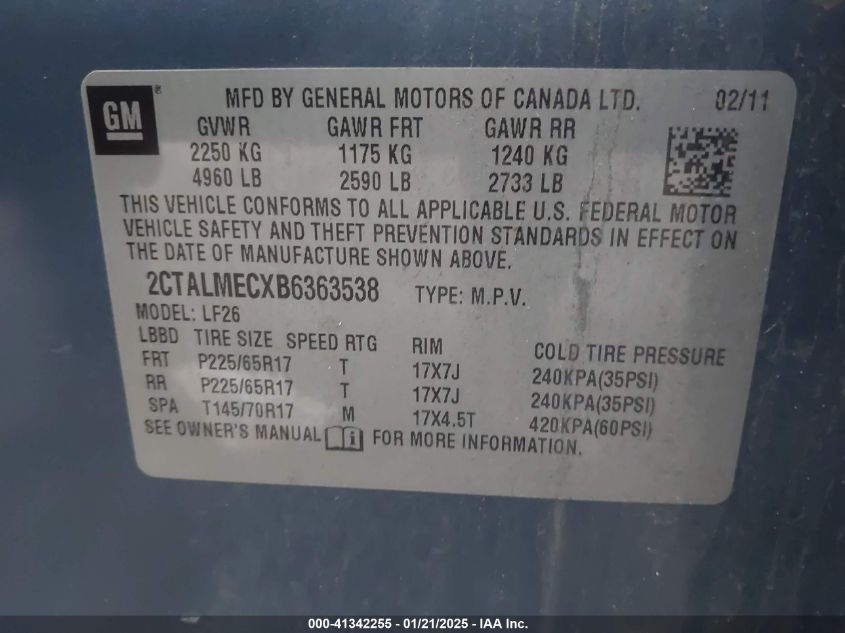 GM ®
MFD BY GENERAL MOTORS OF CANADA LTD. 02/11
GVWR GAWR FRT GAWR RR
2250 KG 1175 KG 1240 KG
4960 LB 2590 LB 2733 LB
THIS VEHICLE CONFORMS TO ALL APPLICABLE U.S. FEDERAL MOTOR
VEHICLE SAFETY AND THEFT PREVENTION STANDARDS IN EFFECT ON
THE DATE OF MANUFACTURE SHOWN ABOVE.
2CTALMECXB6363538 TYPE: M.P.V.
MODEL: LF26
LBBD TIRE SIZE SPEED RTG RIM COLD TIRE PRESSURE
FRT P225/65R17 T 17X7J 240KPA(35PSI)
RR P225/65R17 T 17X7J 240KPA(35PSI)
SPA T145/70R17 M 17X4.5T 420KPA(60PSI)
SEE OWNER'S MANUAL i FOR MORE INFORMATION.
000-41342255 - 01/21/2025 - IAA Inc.